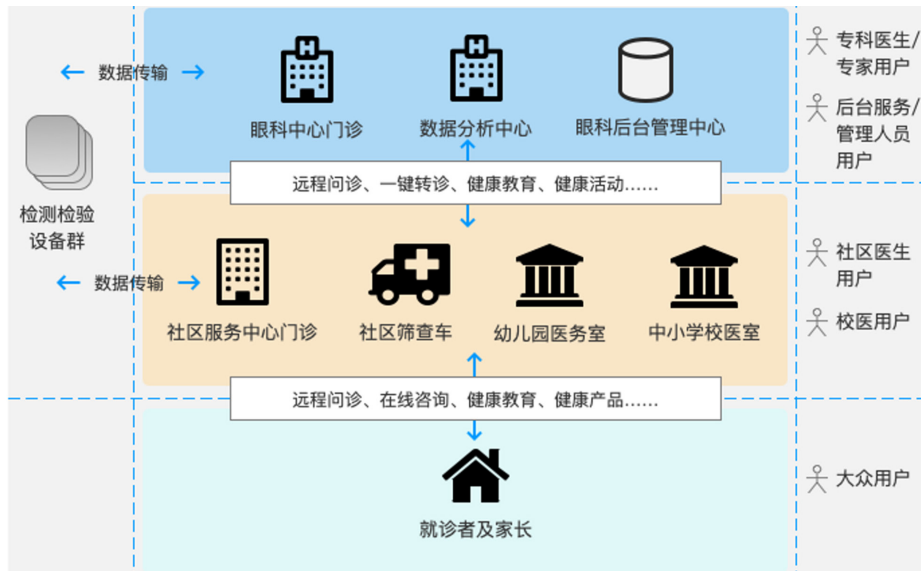 数据传输
眼科中心门诊
数据分析中心
眼科后台管理中心
专科医生/
专家用户
后台服务/
管理人员
用户
远程问诊、一键转诊、健康教育、健康活动……
检测检验
设备群
数据传输
社区服务中心门诊
社区筛查车
幼儿园医务室
中小学校医室
社区医生
用户
校医用户
远程问诊、在线咨询、健康教育、健康产品……
就诊者及家长
大众用户